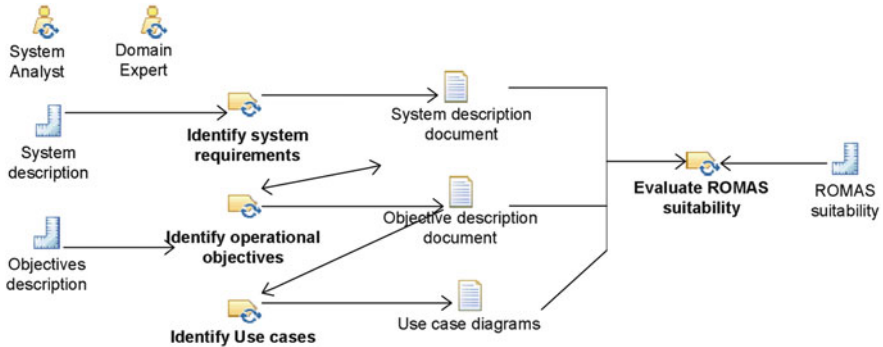 System
Analyst
Domain
Expert
System
description
Identify system
requirements
System description
document
Evaluate ROMAS
suitability
ROMAS
suitability
Objectives
description
Identify operational
objectives
Objective description
document
Identify Use cases
Use case diagrams